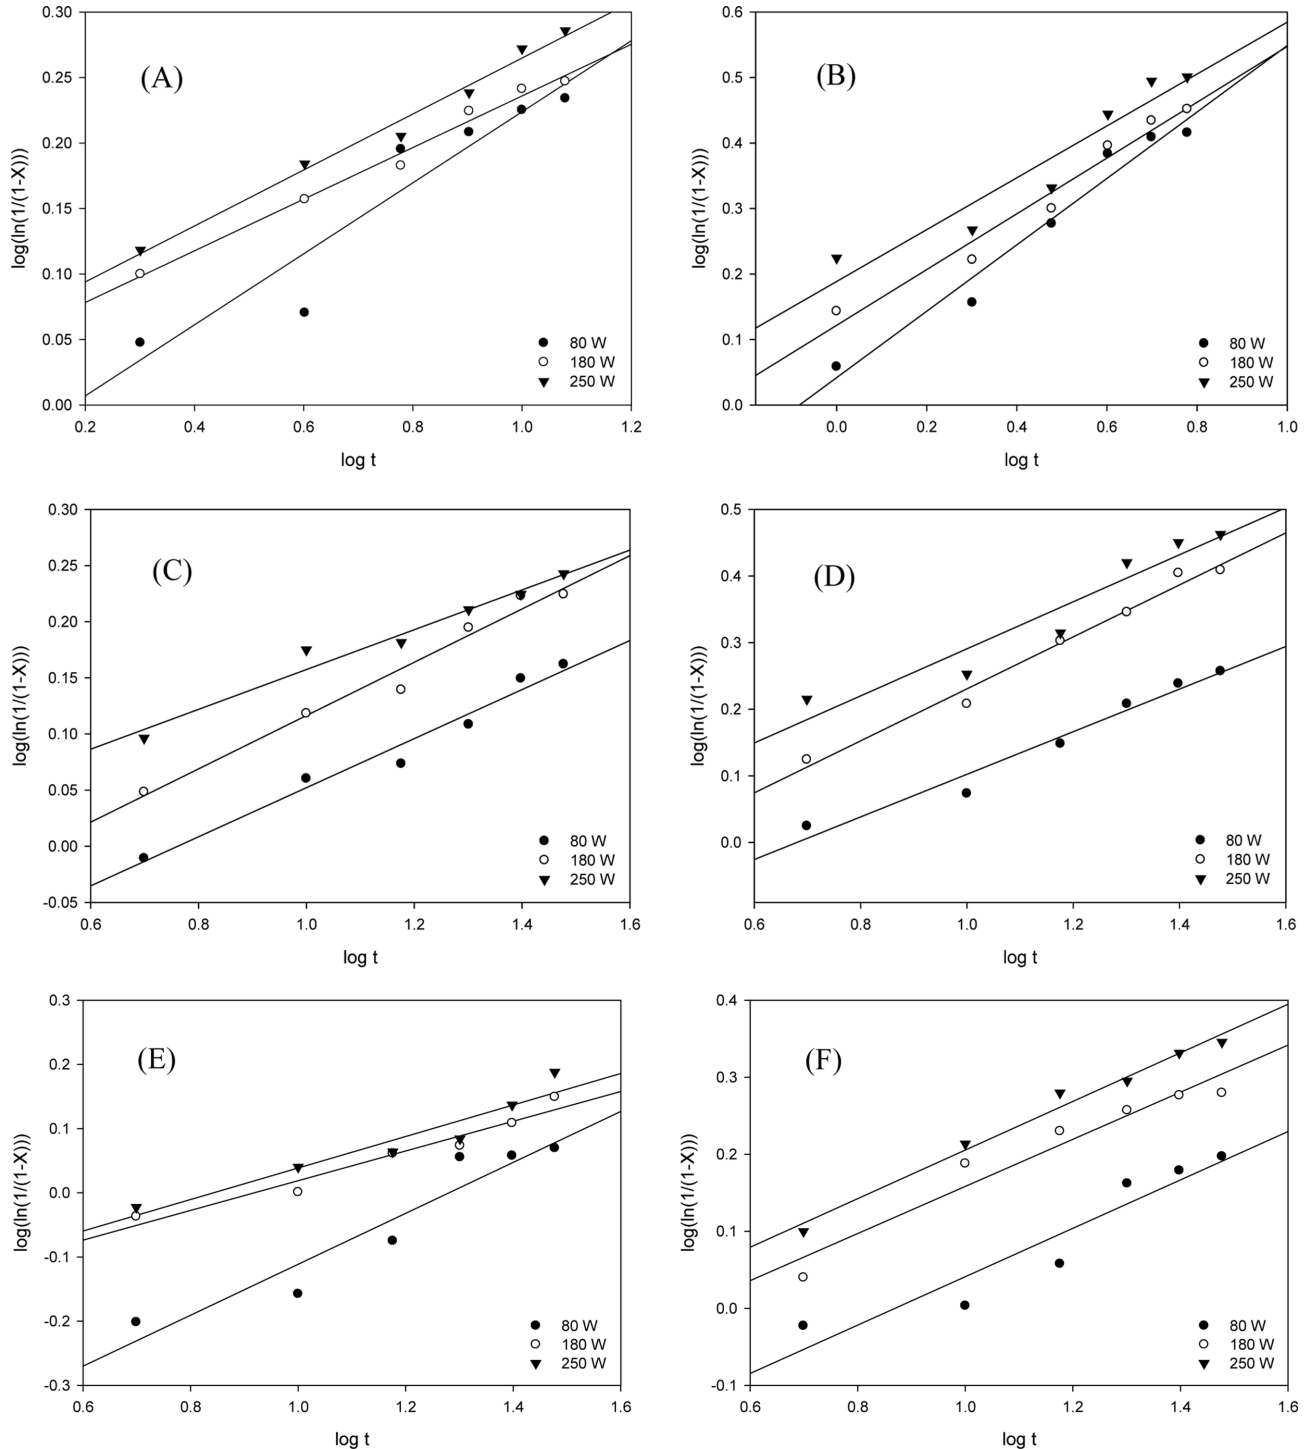 (A)
log(ln(1/(1-X)))
0.30
0.25
0.20
0.15
0.10
0.05
0.00
0.2 0.4 0.6 0.8 1.0 1.2
log t
80 W
180 W
250 W
(B)
log(ln(1/(1-X)))
0.6
0.5
0.4
0.3
0.2
0.1
0.0
0.0 0.2 0.4 0.6 0.8 1.0
log t
80 W
180 W
250 W
(C)
log(ln(1/(1-X)))
0.30
0.25
0.20
0.15
0.10
0.05
0.00
-0.05
0.6 0.8 1.0 1.2 1.4 1.6
log t
80 W
180 W
250 W
(D)
log(ln(1/(1-X)))
0.5
0.4
0.3
0.2
0.1
0.0
0.6 0.8 1.0 1.2 1.4 1.6
log t
80 W
180 W
250 W
(E)
log(ln(1/(1-X)))
0.3
0.2
0.1
0.0
-0.1
-0.2
-0.3
0.6 0.8 1.0 1.2 1.4 1.6
log t
80 W
180 W
250 W
(F)
log(ln(1/(1-X)))
0.4
0.3
0.2
0.1
0.0
-0.1
0.6 0.8 1.0 1.2 1.4 1.6
log t
80 W
180 W
250 W